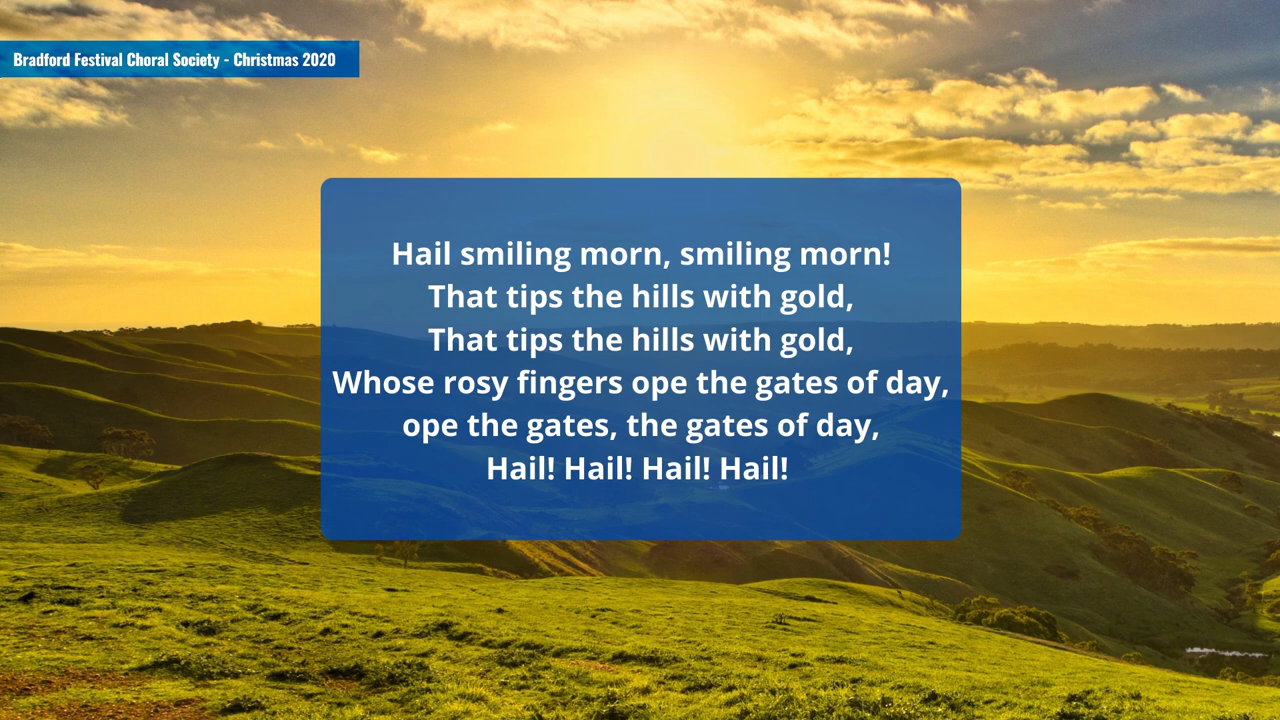 Bradford Festival Choral Society - Christmas 2020
Hail smiling morn, smiling morn!
That tips the hills with gold,
That tips the hills with gold,
Whose rosy fingers ope the gates of day,
ope the gates, the gates of day,
Hail! Hail! Hail! Hail!